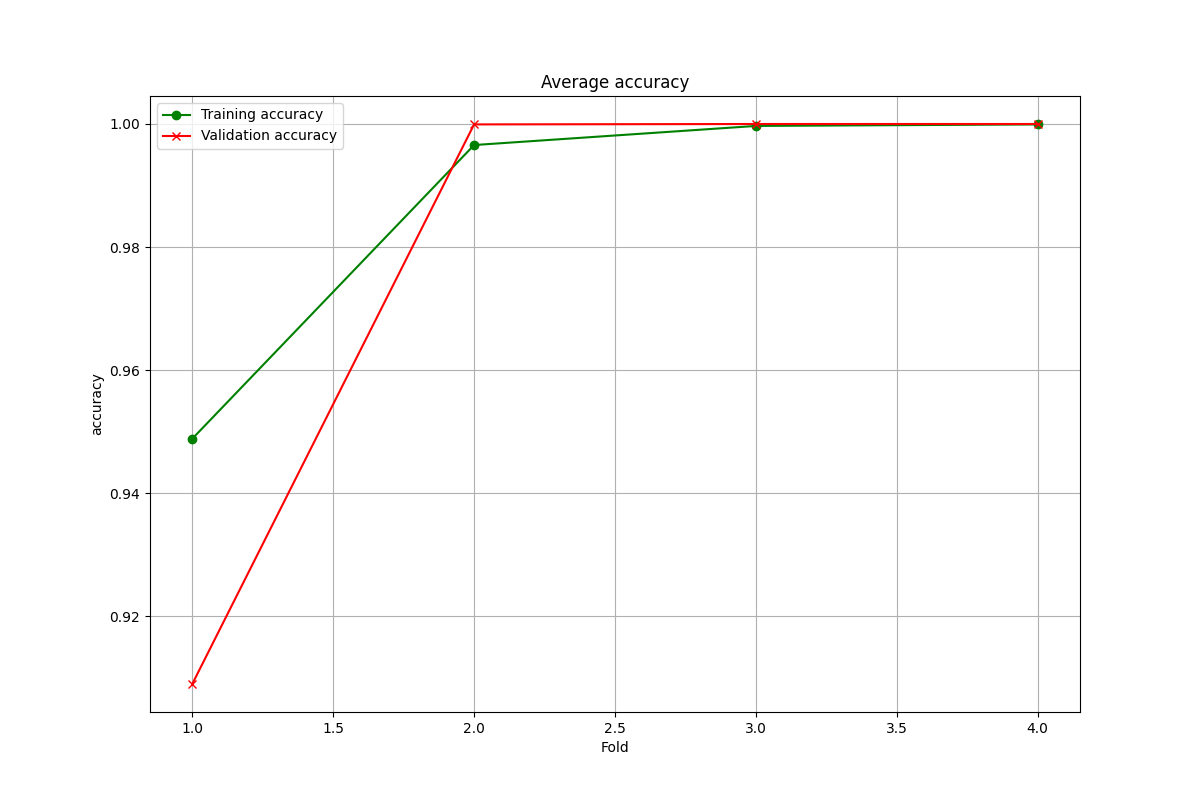 Average accuracy
Training accuracy
Validation accuracy
1.00
0.98
0.96
0.94
0.92
accuracy
1.0 1.5 2.0 2.5 3.0 3.5 4.0
Fold